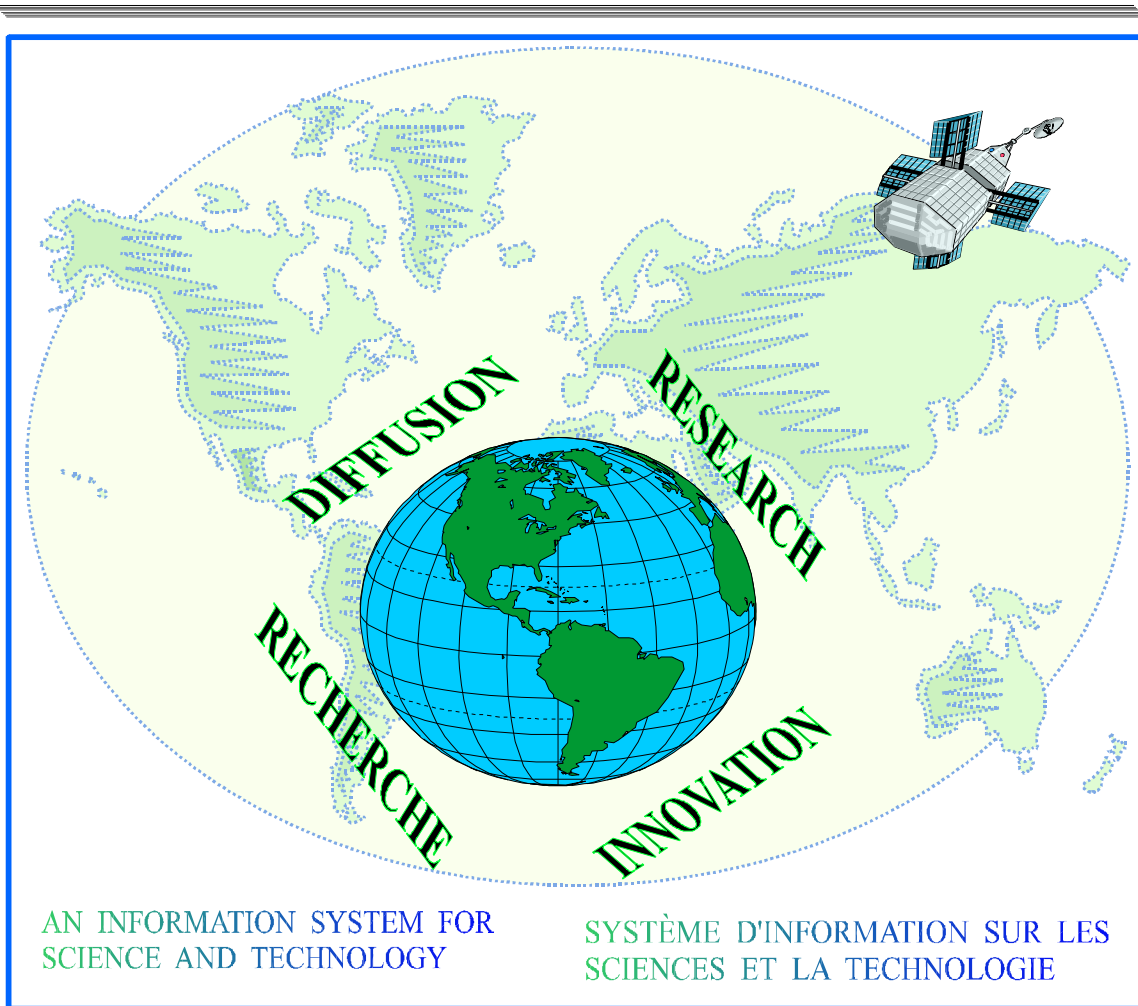 DIFFUSION
RESEARCH
RECHERCHE
INNOVATION
AN INFORMATION SYSTEM FOR
SCIENCE AND TECHNOLOGY
SYSTÈME D'INFORMATION SUR LES
SCIENCES ET LA TECHNOLOGIE